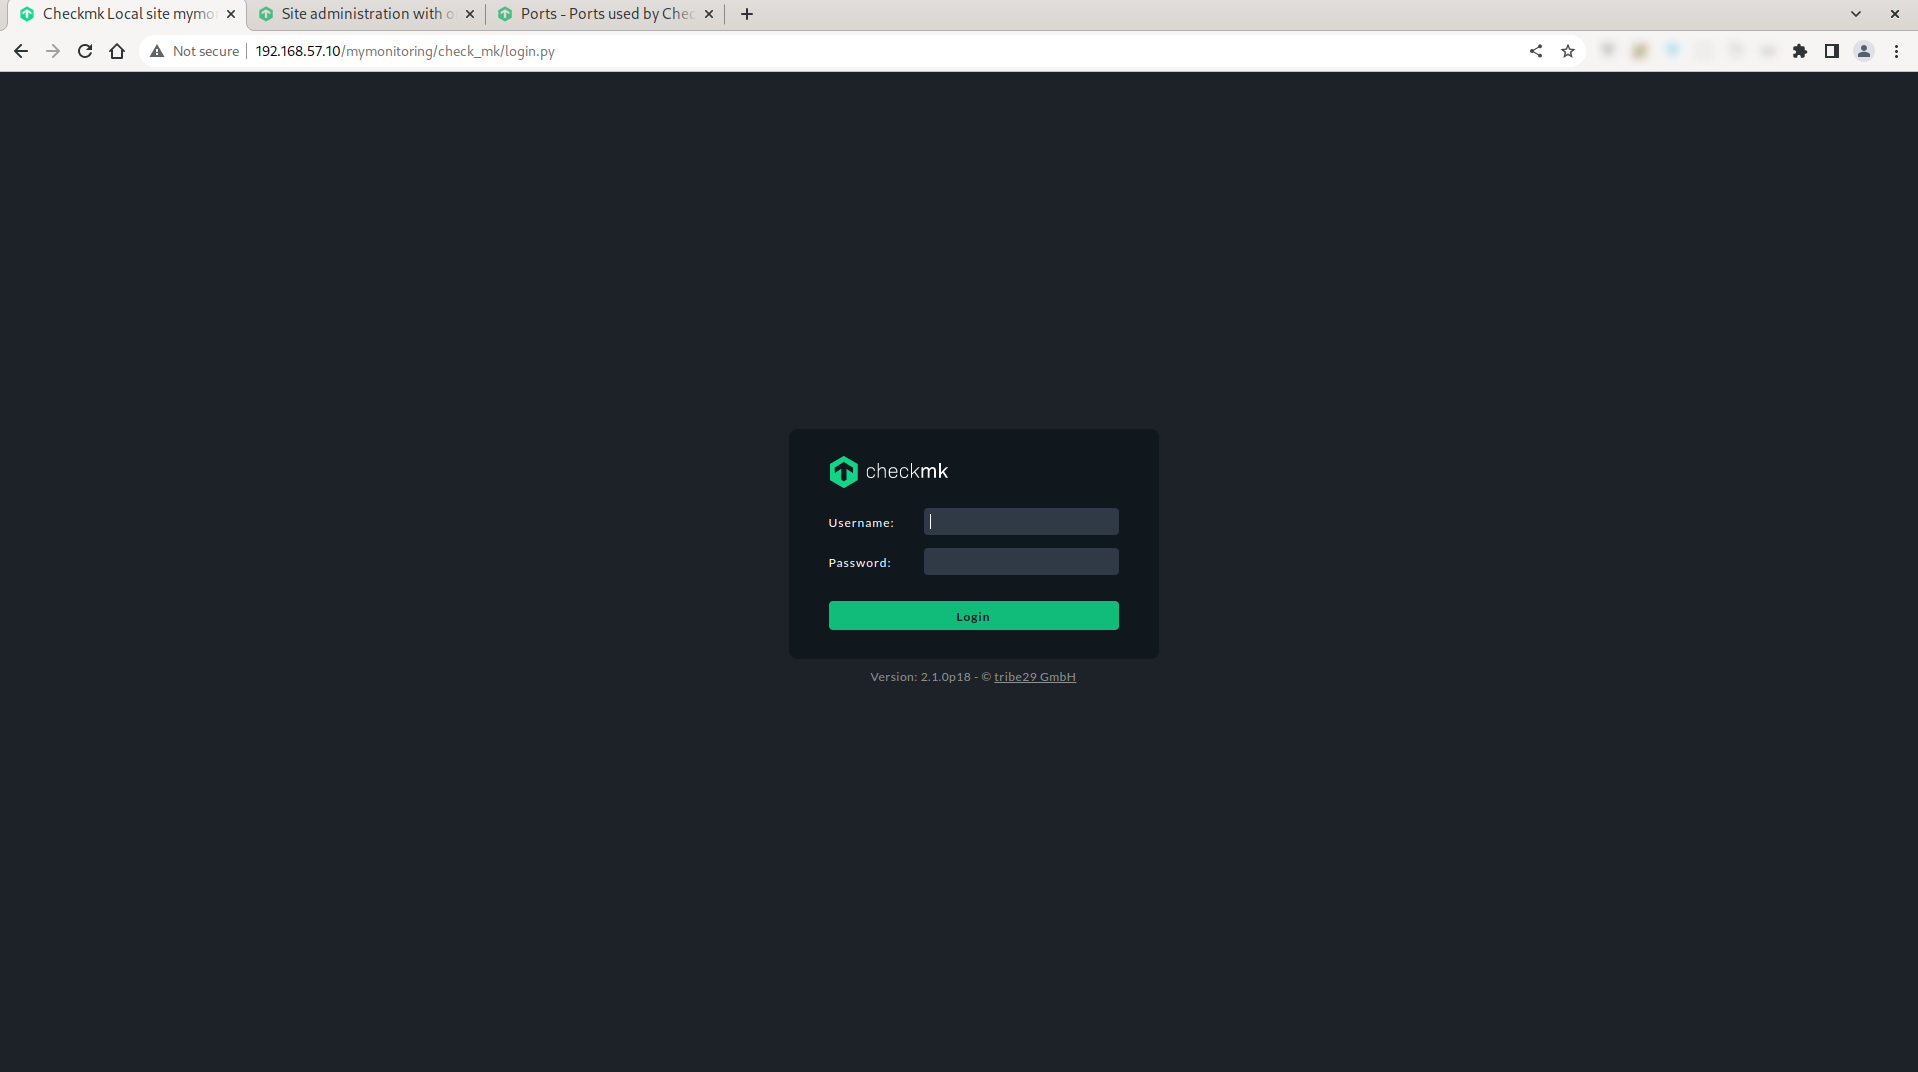 Checkmk Local site mymo
Site administration with o
Ports - Ports used by Chec
Not secure
192.168.57.10/mymonitoring/check_mk/login.py
checkmk
Username:
Password:
Login
Version: 2.1.0p18 - © tribe29 GmbH